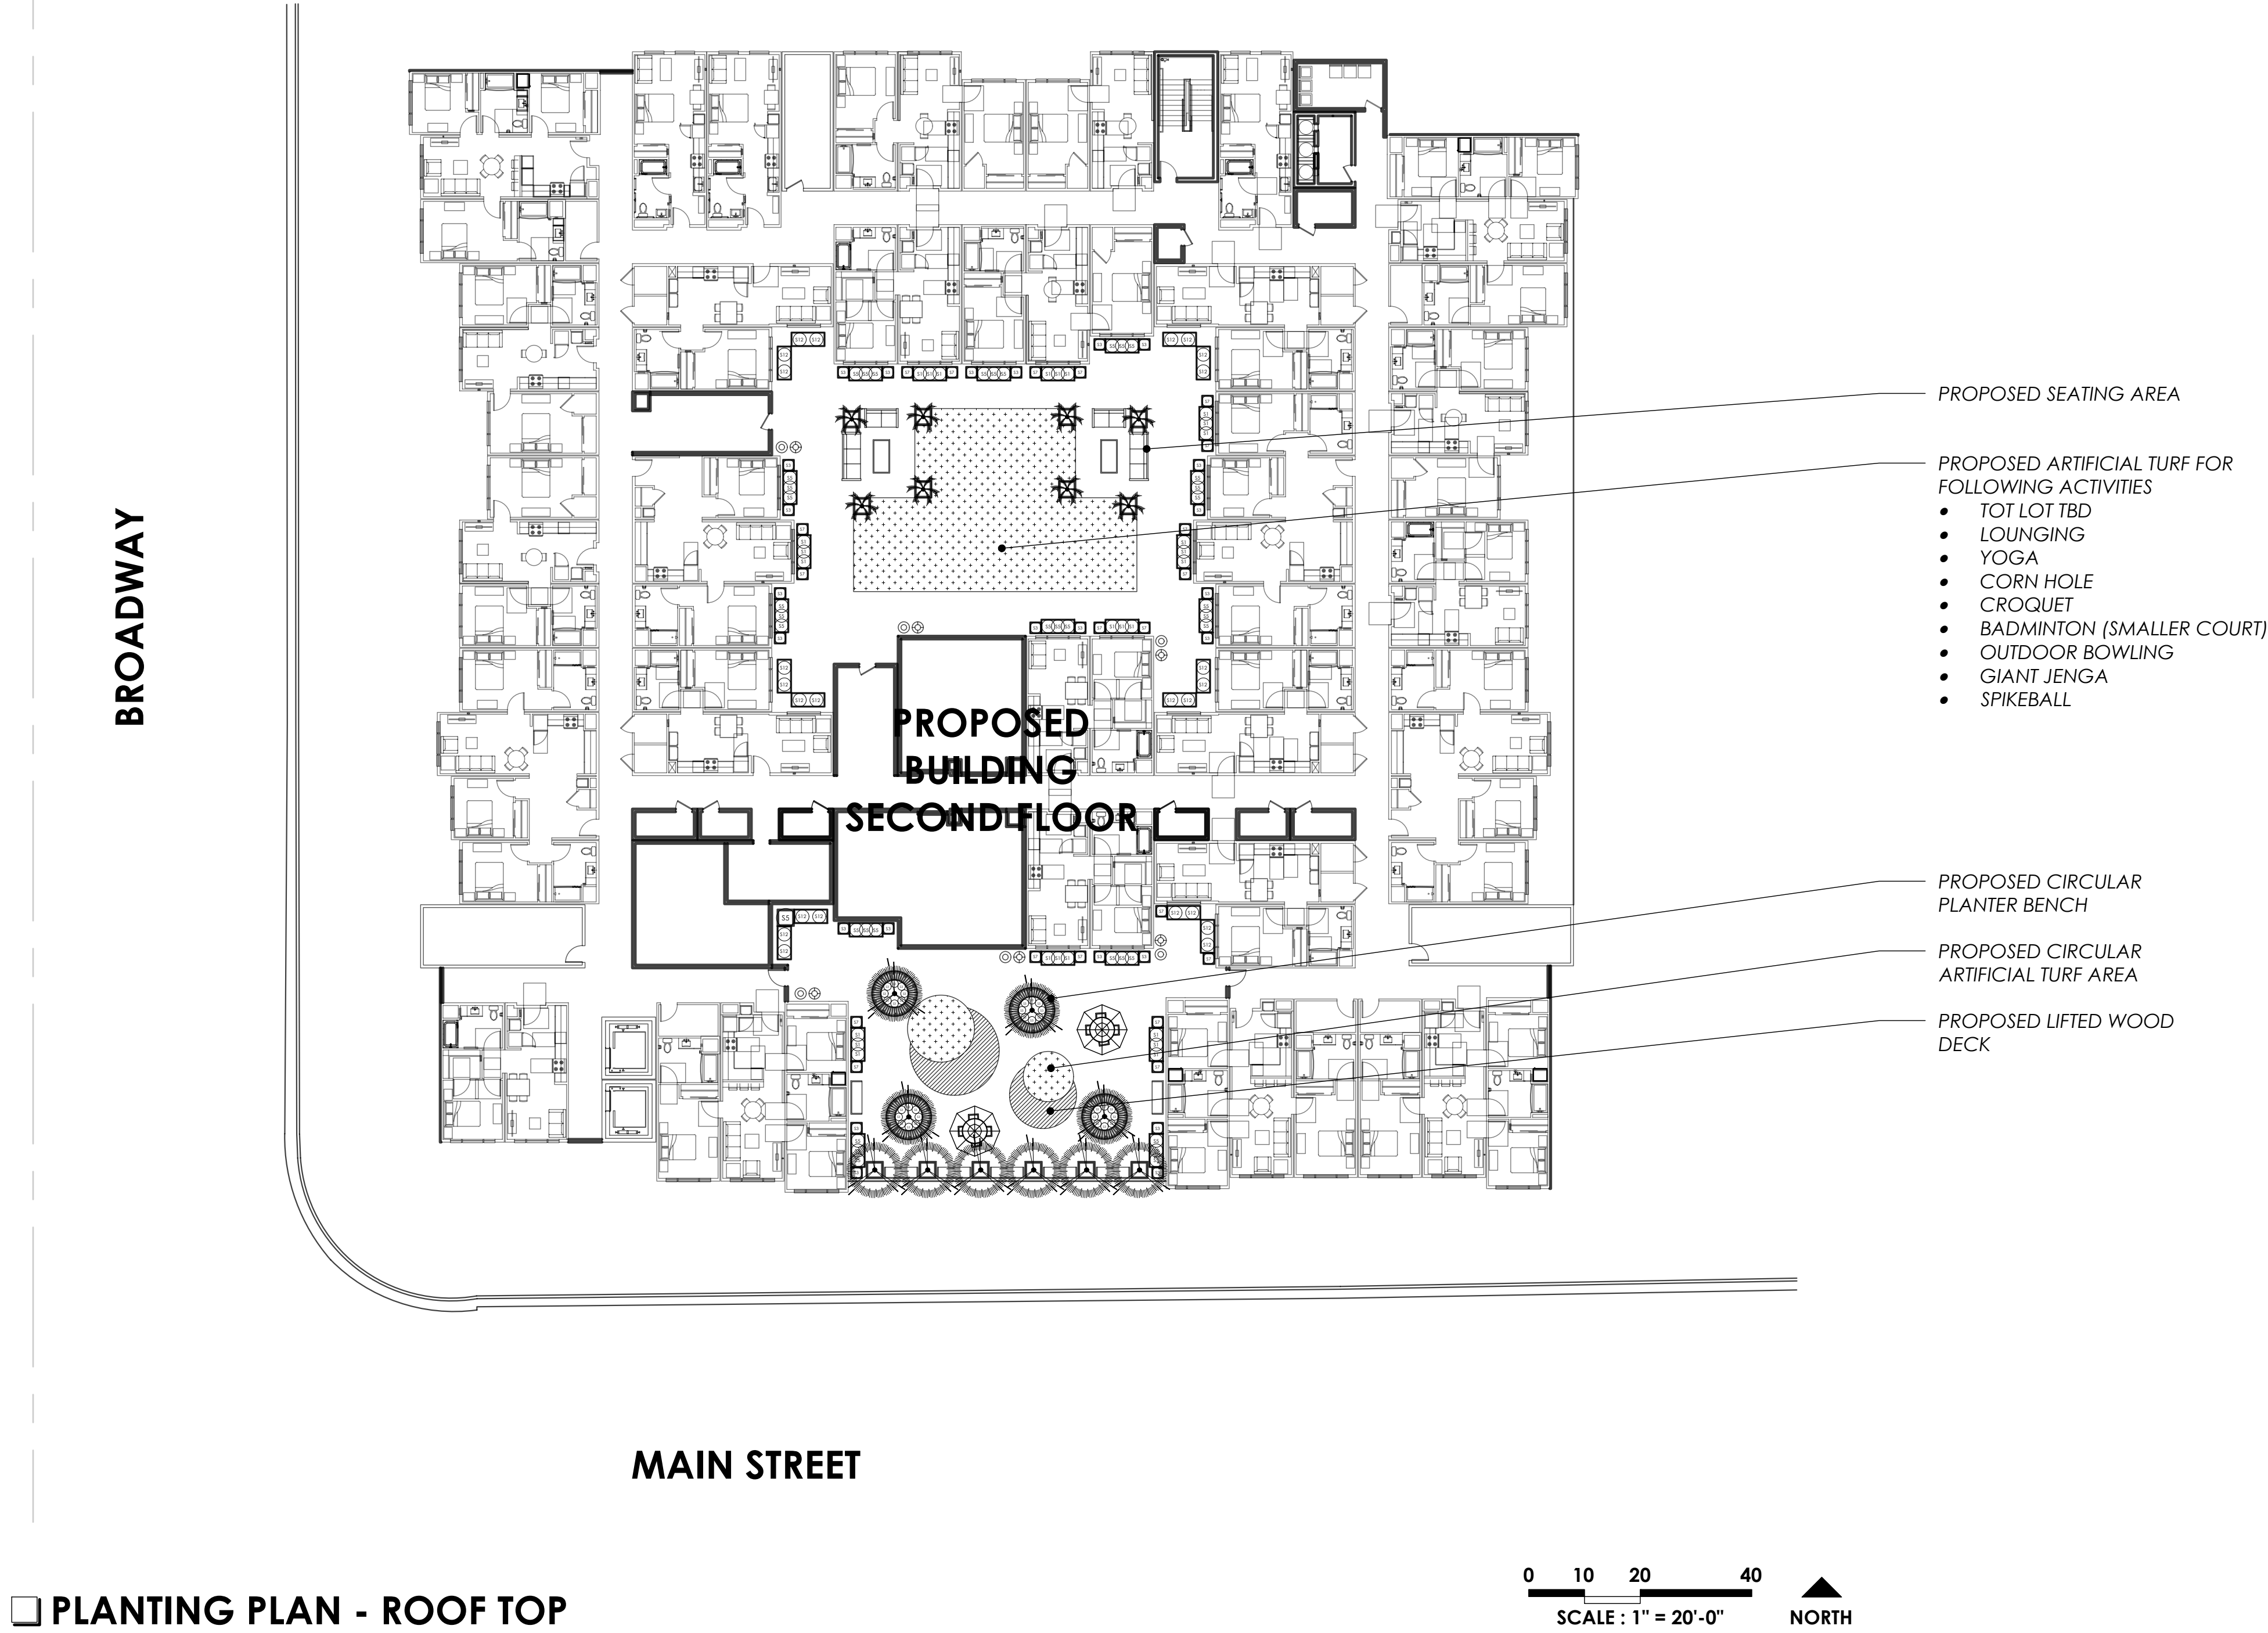 PROPOSED SEATING AREA
PROPOSED ARTIFICIAL TURF FOR
FOLLOWING ACTIVITIES
• TOT LOT TBD
• LOUNGING
• YOGA
• CORN HOLE
• CROQUET
• BADMINTON (SMALLER COURT)
• OUTDOOR BOWLING
• GIANT JENGA
• SPIKEBALL
BROADWAY
PROPOSED
BUILDING
SECOND FLOOR
PROPOSED CIRCULAR
PLANTER BENCH
PROPOSED CIRCULAR
ARTIFICIAL TURF AREA
PROPOSED LIFTED WOOD
DECK
MAIN STREET
0 10 20 40
SCALE : 1" = 20'-0"
NORTH
PLANTING PLAN - ROOF TOP